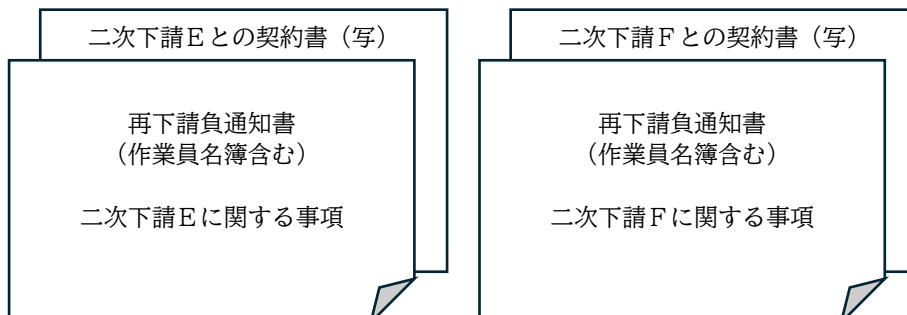 二次下請Ｅとの契約書（写）
再下請負通知書
（作業員名簿含む）
二次下請Ｅに関する事項
二次下請Ｆとの契約書（写）
再下請負通知書
（作業員名簿含む）
二次下請Ｆに関する事項